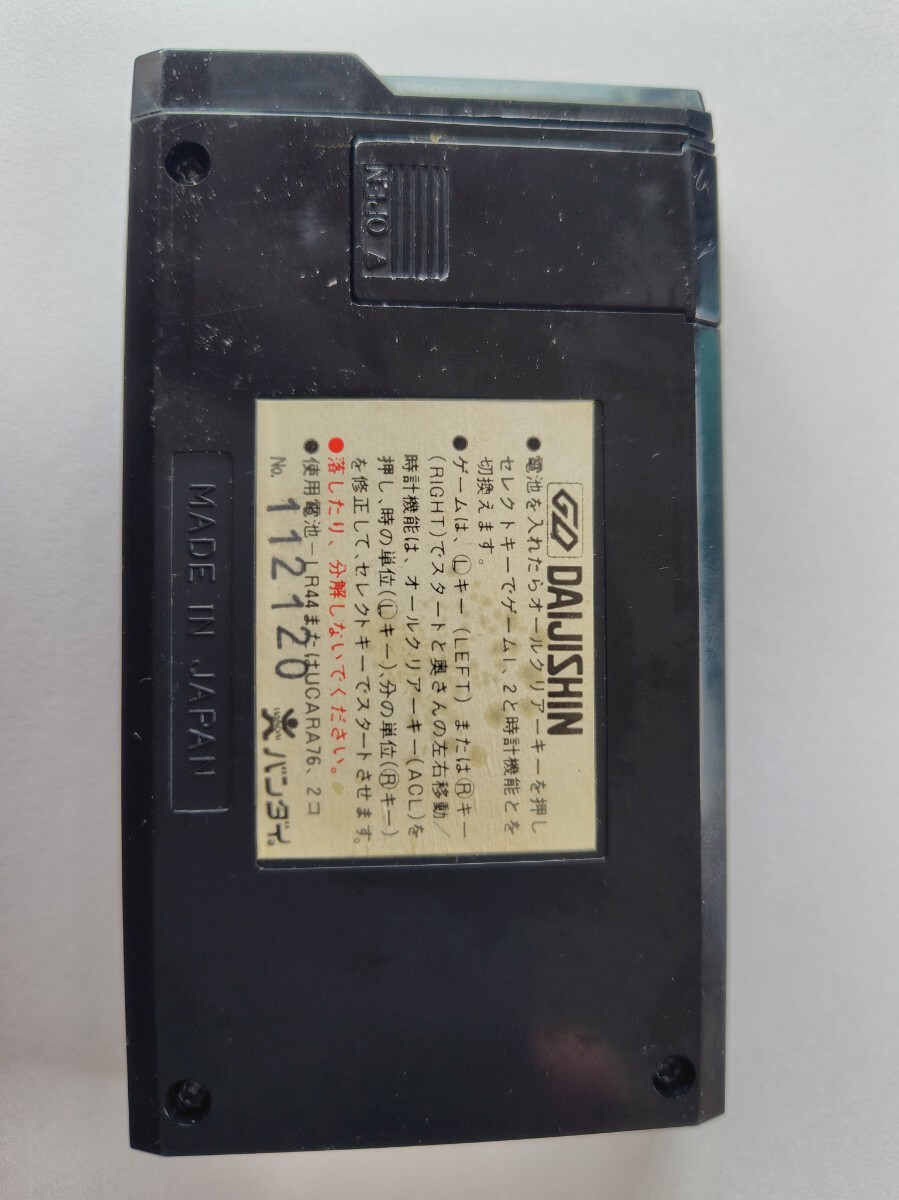 OPEN
GD DAIJISHIN
●電池を入れたらオールクリアーキーを押し
セレクトキーでゲーム1、2と時計機能とを
切換えます。
●ゲームは、Ⓛキー(LEFT)またはⓇキー
(RIGHT)でスタートと奥さんの左右移動/
時計機能は、オールクリアーキー(ACL)を
押し、時の単位(Ⓛキー)、分の単位(Ⓡキー)
を修正して、セレクトキーでスタートさせます。
●落したり、分解しないでください。
●使用電池-LR44またはUCARA76、2コ
No. 112120 バンダイ
MADE IN JAPAN